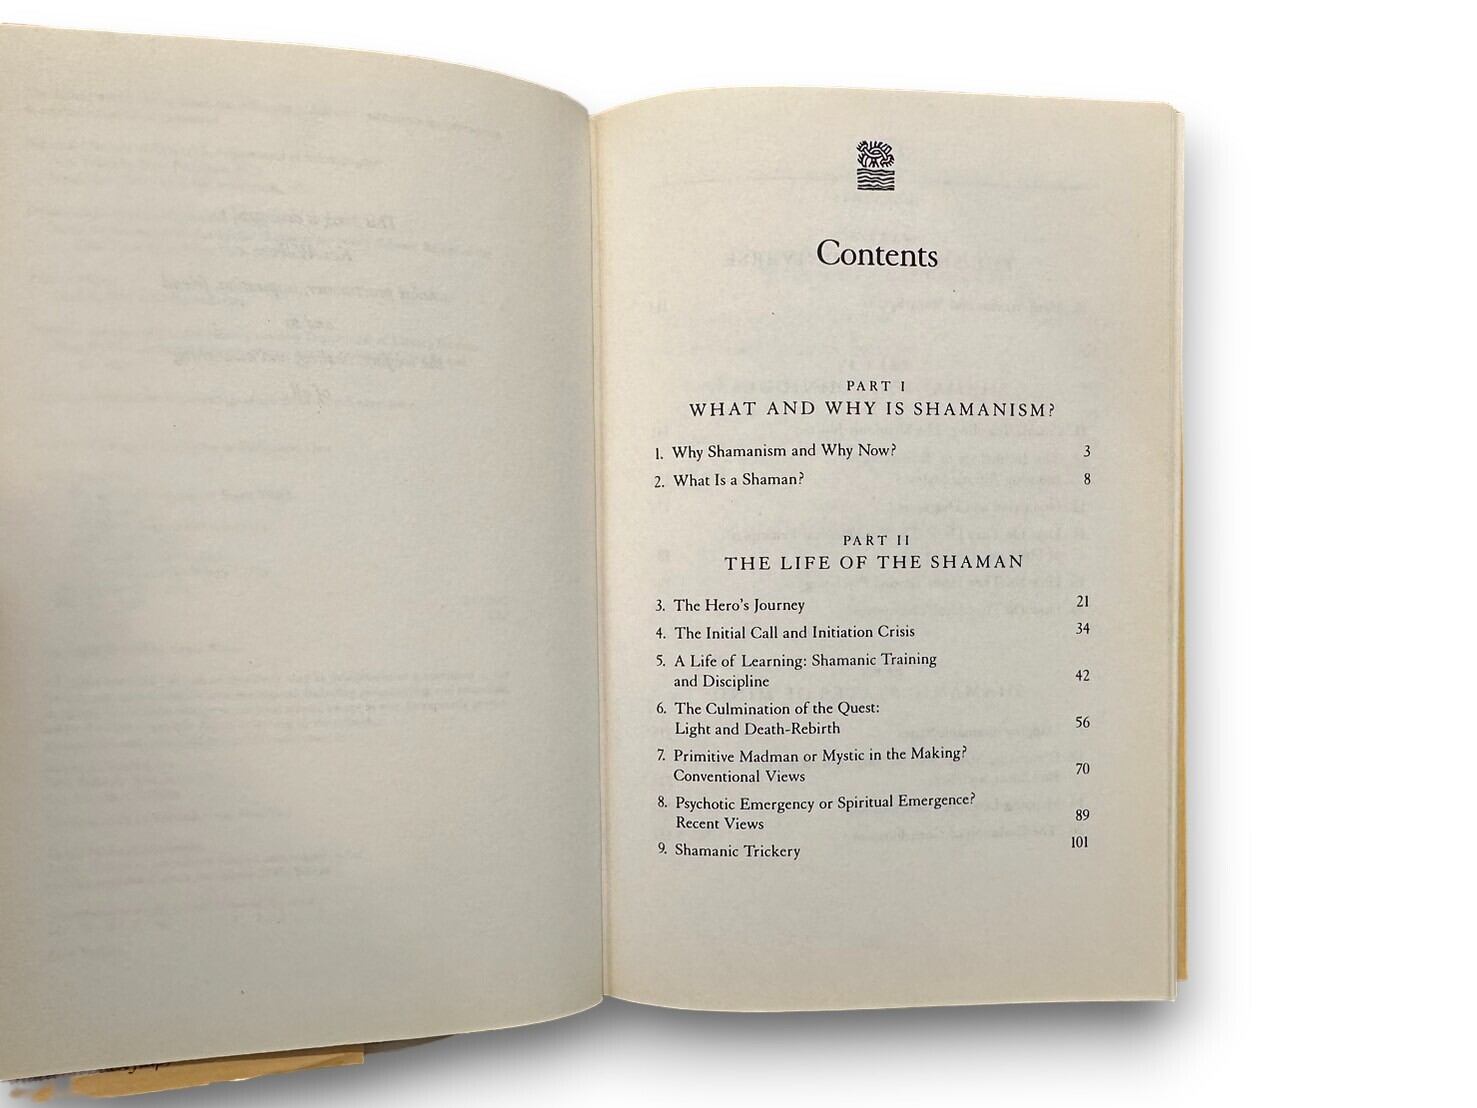 Contents
PART I
WHAT AND WHY IS SHAMANISM?
1. Why Shamanism and Why Now? 3
2. What Is a Shaman? 8
PART II
THE LIFE OF THE SHAMAN
3. The Hero's Journey 21
4. The Initial Call and Initiation Crisis 34
5. A Life of Learning: Shamanic Training
and Discipline 42
6. The Culmination of the Quest:
Light and Death-Rebirth 56
7. Primitive Madman or Mystic in the Making?
Conventional Views 70
8. Psychotic Emergency or Spiritual Emergence?
Recent Views 89
9. Shamanic Trickery 101